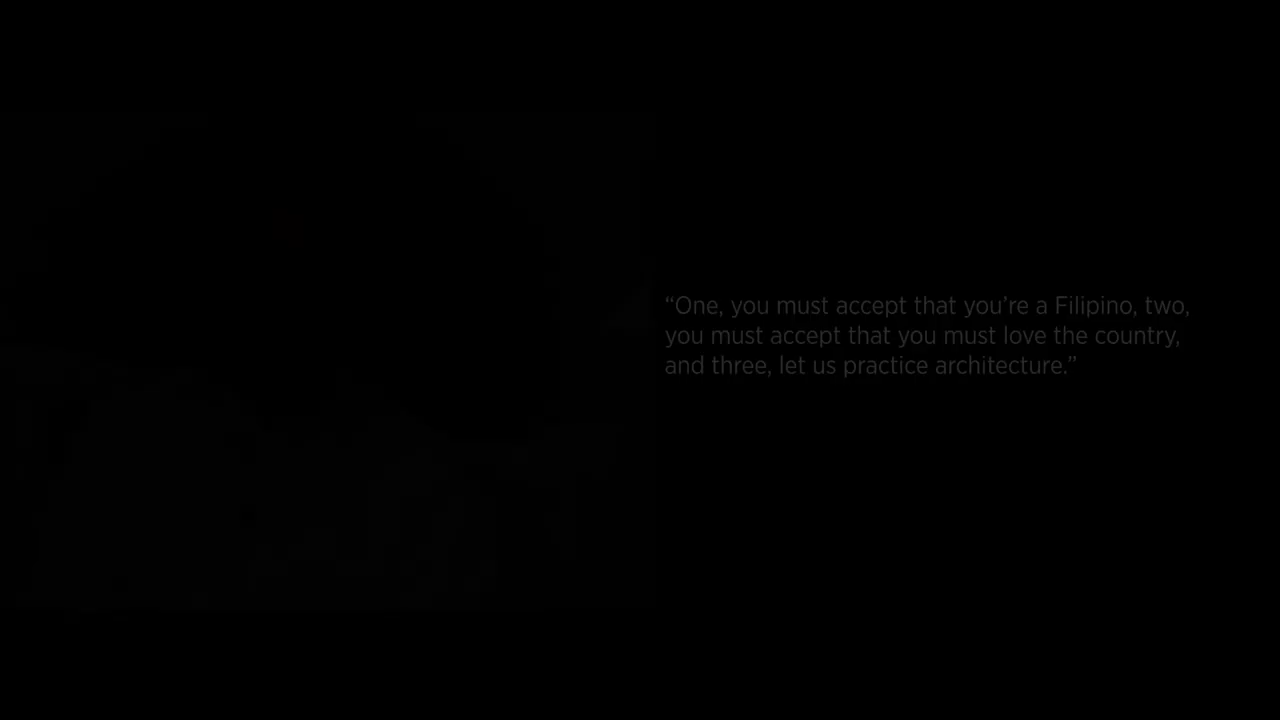 “One, you must accept that you’re a Filipino, two,
you must accept that you must love the country,
and three, let us practice architecture.”